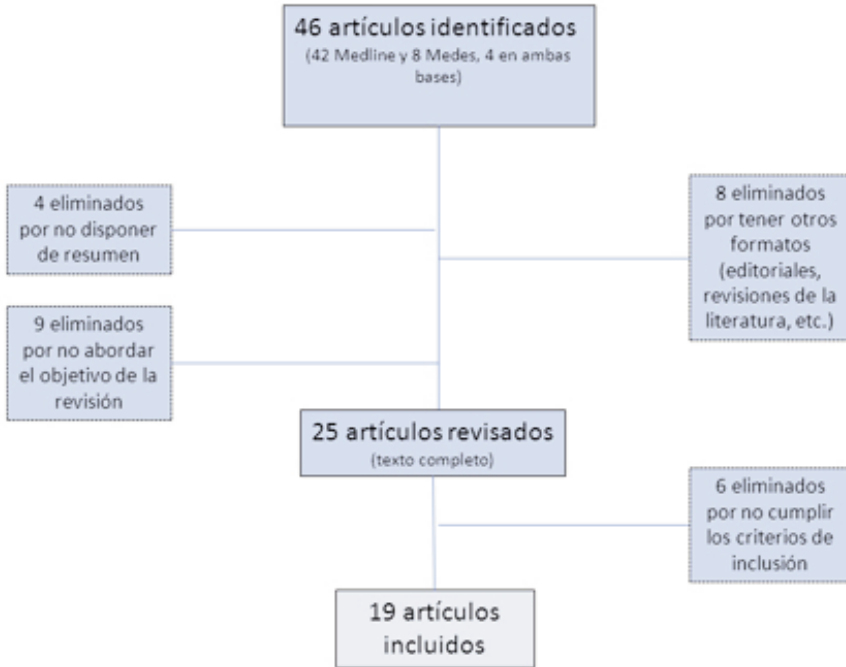 46 artículos identificados
(42 Medline y 8 Medes, 4 en ambas
bases)
4 eliminados
por no disponer
de resumen
8 eliminados
por tener otros
formatos
(editoriales,
revisiones de la
literatura, etc.)
9 eliminados
por no abordar
el objetivo de la
revisión
25 artículos revisados
(texto completo)
6 eliminados
por no cumplir
los criterios de
inclusión
19 artículos
incluidos